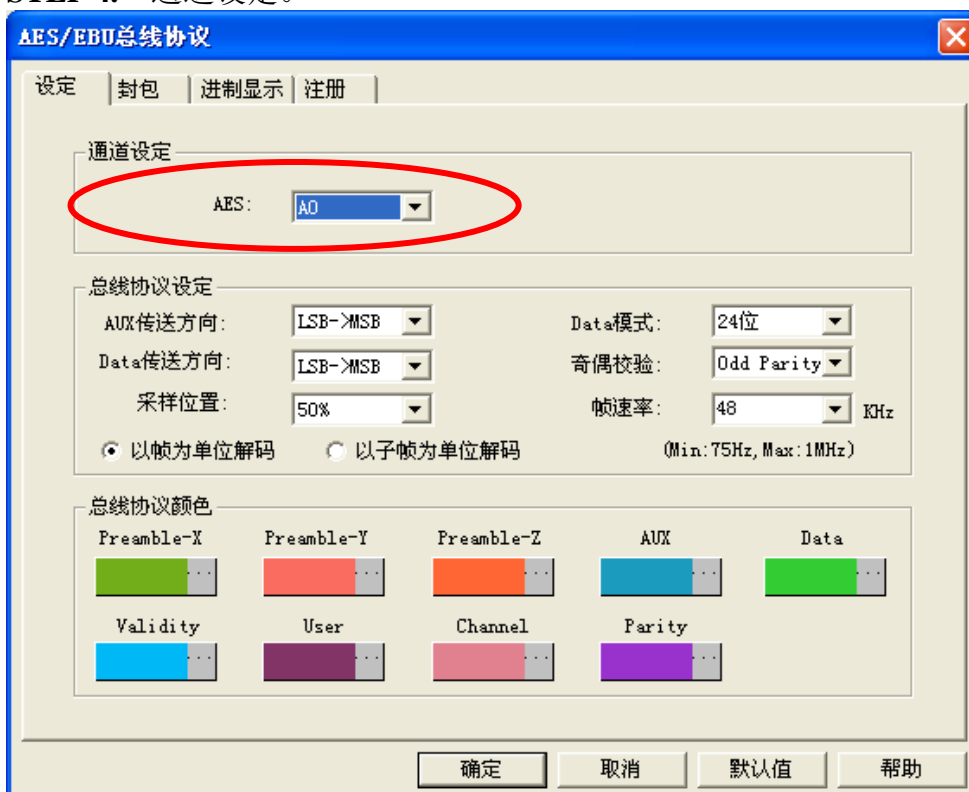 STEP 4. 通道设定。
AES/EBU总线协议
设定 封包 进制显示 注册
通道设定
AES: A0
总线协议设定
AUX传送方向: LSB->MSB Data模式: 24位
Data传送方向: LSB->MSB 奇偶校验: Odd Parity
采样位置: 50% 帧速率: 48 KHz
以帧为单位解码 以子帧为单位解码 (Min:75Hz,Max:1MHz)
总线协议颜色
Preamble-X Preamble-Y Preamble-Z AUX Data
... ... ... ... ...
Validity User Channel Parity
... ... ... ...
确定 取消 默认值 帮助